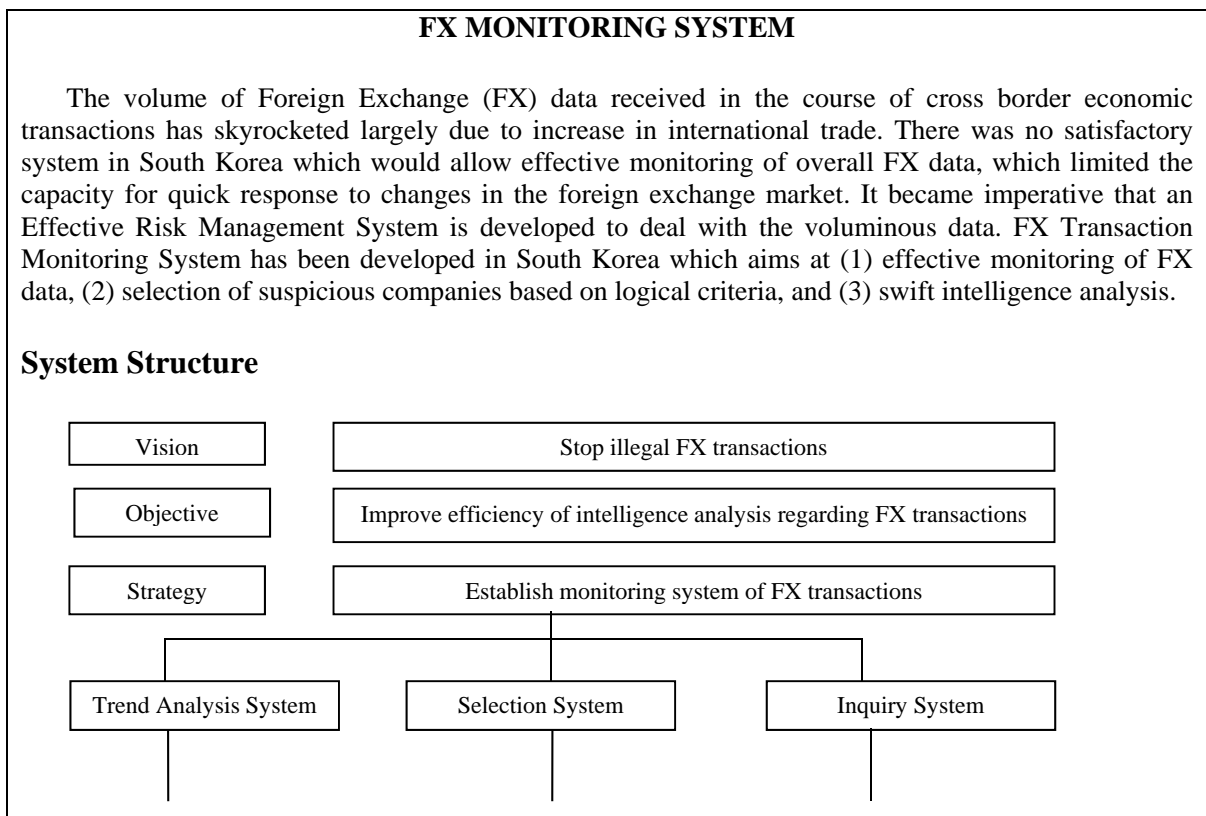 FX MONITORING SYSTEM
The volume of Foreign Exchange (FX) data received in the course of cross border economic
transactions has skyrocketed largely due to increase in international trade. There was no satisfactory
system in South Korea which would allow effective monitoring of overall FX data, which limited the
capacity for quick response to changes in the foreign exchange market. It became imperative that an
Effective Risk Management System is developed to deal with the voluminous data. FX Transaction
Monitoring System has been developed in South Korea which aims at (1) effective monitoring of FX
data, (2) selection of suspicious companies based on logical criteria, and (3) swift intelligence analysis.
System Structure
Vision
Stop illegal FX transactions
Objective
Improve efficiency of intelligence analysis regarding FX transactions
Strategy
Establish monitoring system of FX transactions
Trend Analysis System
Selection System
Inquiry System